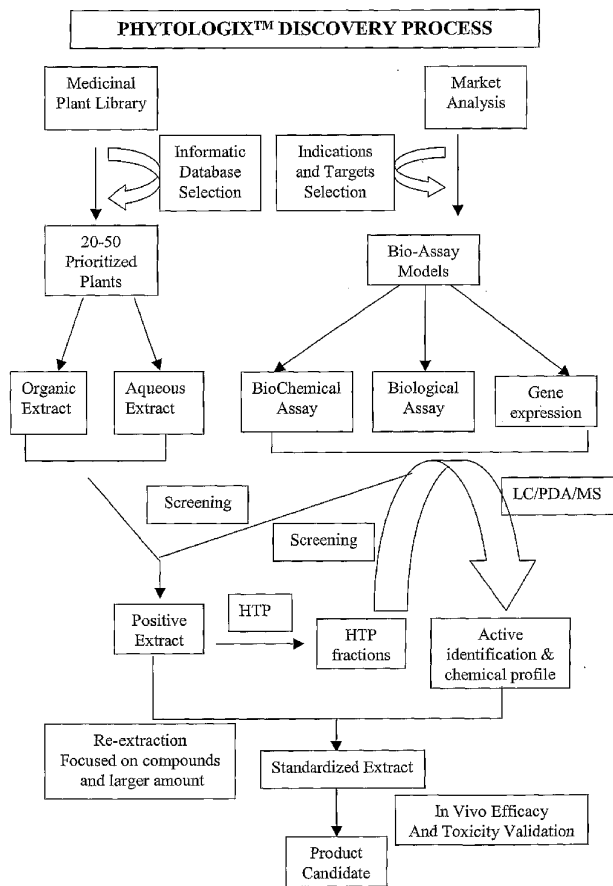 PHYTOLOGIX™ DISCOVERY PROCESS
Medicinal
Plant Library
Market
Analysis
Informatic
Database
Selection
Indications
and Targets
Selection
20-50
Prioritized
Plants
Bio-Assay
Models
Organic
Extract
Aqueous
Extract
BioChemical
Assay
Biological
Assay
Gene
expression
Screening
Screening
LC/PDA/MS
Positive
Extract
HTP
HTP
fractions
Active
identification &
chemical profile
Re-extraction
Focused on compounds
and larger amount
Standardized Extract
In Vivo Efficacy
And Toxicity Validation
Product
Candidate